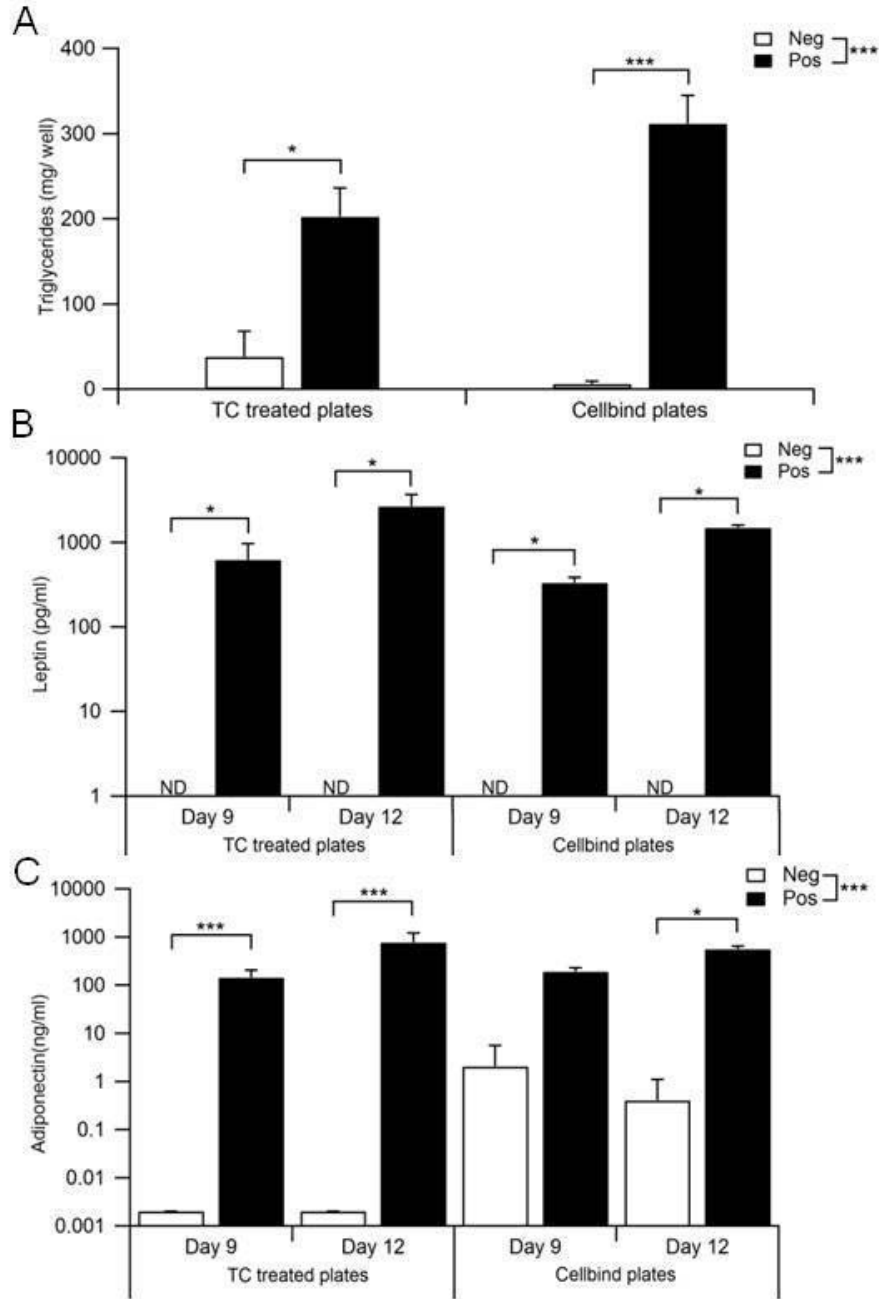 A
Triglycerides (mg/ well)
400
300
200
100
0
*
***
Neg
Pos
***
TC treated plates
Cellbind plates
B
Leptin (pg/ml)
10000
1000
100
10
1
*
*
*
*
Neg
Pos
***
ND
ND
ND
ND
Day 9
Day 12
Day 9
Day 12
TC treated plates
Cellbind plates
C
Adiponectin(ng/ml)
10000
1000
100
10
1
0.1
0.01
0.001
***
***
*
Neg
Pos
***
Day 9
Day 12
Day 9
Day 12
TC treated plates
Cellbind plates